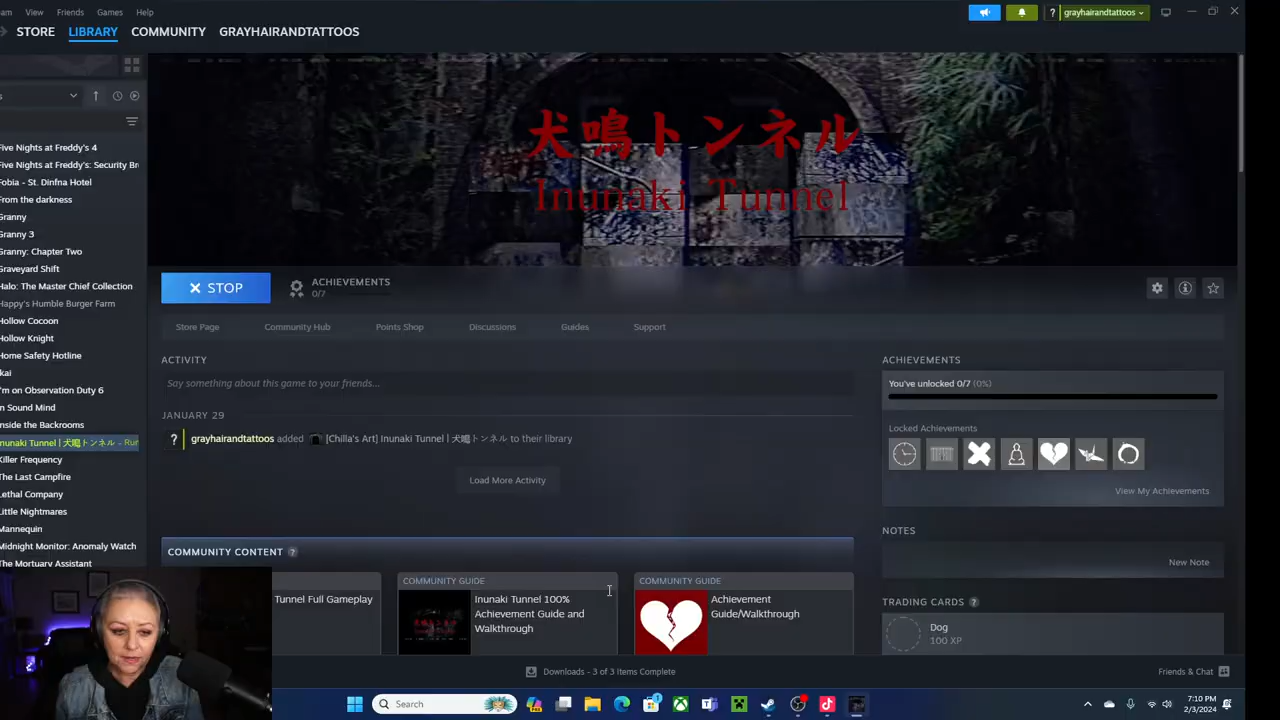 am View Friends Games Help
? grayhairandtattoos
STORE LIBRARY COMMUNITY GRAYHAIRANDTATTOOS
s
Five Nights at Freddy's 4
Five Nights at Freddy's: Security Br
Fobia - St. Dinfna Hotel
From the darkness
Granny
Granny 3
Granny: Chapter Two
Graveyard Shift
Halo: The Master Chief Collection
Happy's Humble Burger Farm
Hollow Cocoon
Hollow Knight
Home Safety Hotline
kai
I'm on Observation Duty 6
In Sound Mind
Inside the Backrooms
Inunaki Tunnel | 犬鳴トンネル - Run
Killer Frequency
The Last Campfire
Lethal Company
Little Nightmares
Mannequin
Midnight Monitor: Anomaly Watch
The Mortuary Assistant
犬鳴トンネル
Inunaki Tunnel
STOP
ACHIEVEMENTS
0/7
Store Page Community Hub Points Shop Discussions Guides Support
ACTIVITY
Say something about this game to your friends...
JANUARY 29
? grayhairandtattoos added [Chilla's Art] Inunaki Tunnel | 犬鳴トンネル to their library
Load More Activity
COMMUNITY CONTENT ?
Tunnel Full Gameplay
COMMUNITY GUIDE
Inunaki Tunnel 100%
Achievement Guide and
Walkthrough
COMMUNITY GUIDE
Achievement
Guide/Walkthrough
ACHIEVEMENTS
You've unlocked 0/7 (0%)
Locked Achievements
View My Achievements
NOTES
New Note
TRADING CARDS ?
Dog
100 XP
Downloads - 3 of 3 Items Complete
Friends & Chat
Search
7:10 PM
2/3/2024